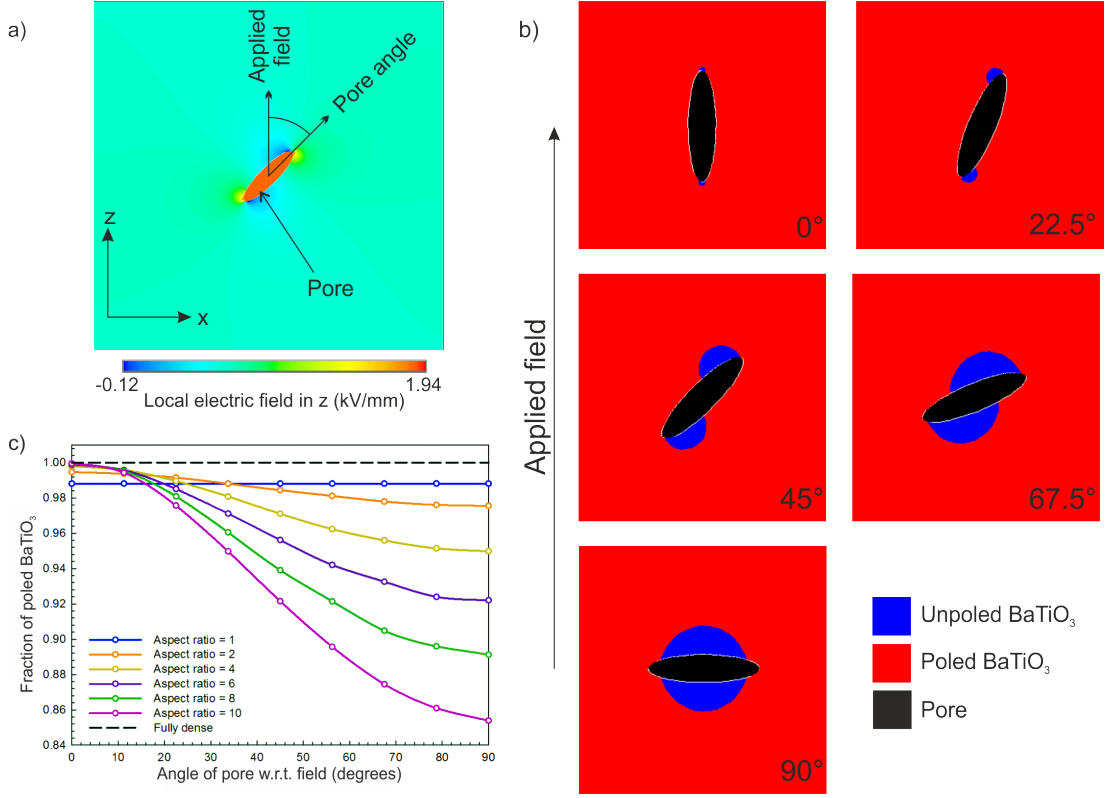 a)
Applied
field
Pore angle
z
x
Pore
-0.12
1.94
Local electric field in z (kV/mm)
b)
Applied field
0°
22.5°
45°
67.5°
90°
Unpoled BaTiO₃
Poled BaTiO₃
Pore
c)
Fraction of poled BaTiO₃
1.00
0.98
0.96
0.94
0.92
0.90
0.88
0.86
0.84
Aspect ratio = 1
Aspect ratio = 2
Aspect ratio = 4
Aspect ratio = 6
Aspect ratio = 8
Aspect ratio = 10
Fully dense
0 10 20 30 40 50 60 70 80 90
Angle of pore w.r.t. field (degrees)